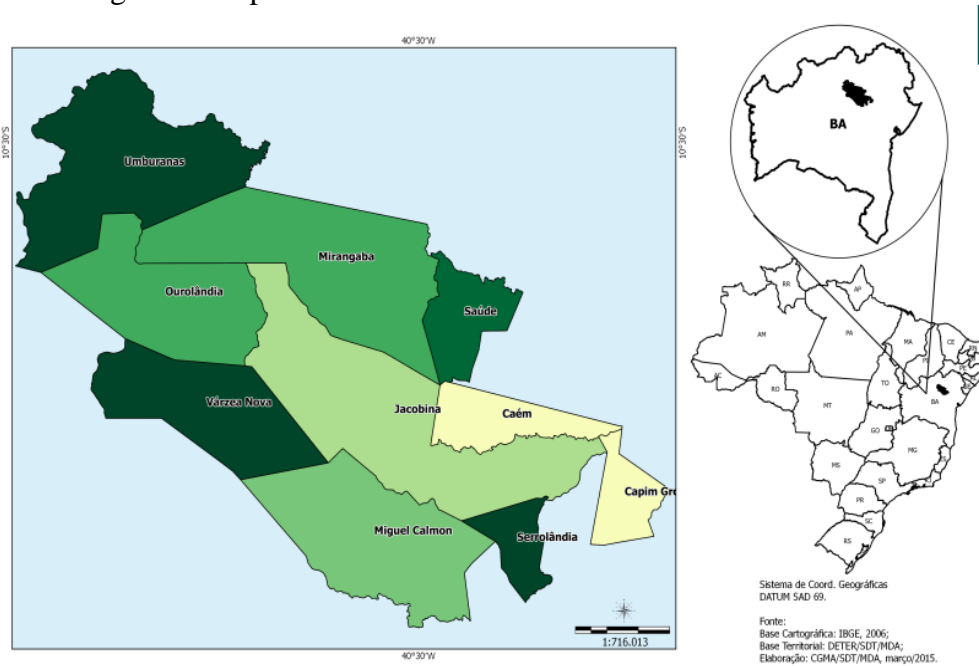 40°30'W
10°30'S
10°30'S
Umburanas
Mirangaba
Ourolândia
Saúde
Várzea Nova
Jacobina
Caém
Capim Gro
Miguel Calmon
Serrolândia
1:716.013
40°30'W
BA
RR
AP
AM
PA
MA
CE
PE
AC
TO
RO
BA
MT
GO
MG
MS
SP
PR
SC
RS
Sistema de Coord. Geográficas
DATUM SAD 69.
Fonte:
Base Cartográfica: IBGE, 2006;
Base Territorial: DETER/SDT/MDA;
Elaboração: CGMA/SDT/MDA, março/2015.